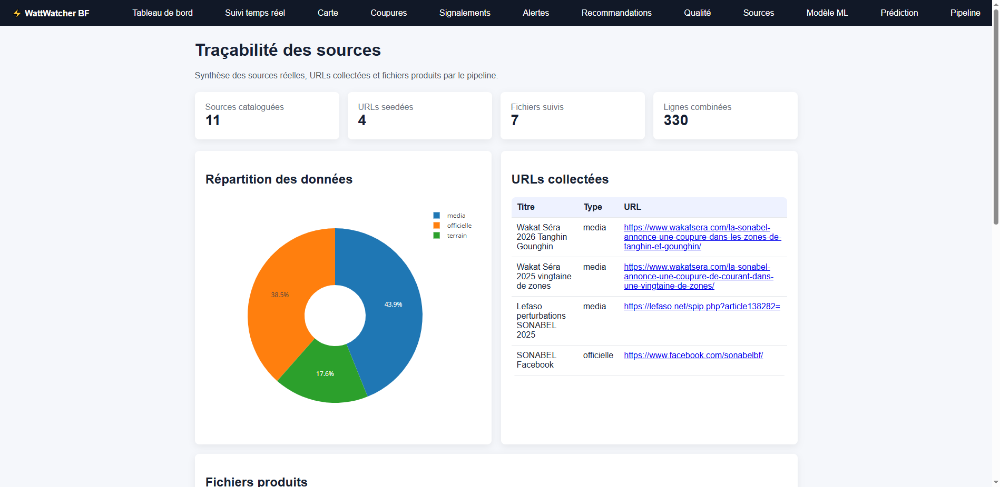 ⚡ WattWatcher BF Tableau de bord Suivi temps réel Carte Coupures Signalements Alertes Recommandations Qualité Sources Modèle ML Prédiction Pipeline
Traçabilité des sources
Synthèse des sources réelles, URLs collectées et fichiers produits par le pipeline.
Sources cataloguées
11
URLs seedées
4
Fichiers suivis
7
Lignes combinées
330
Répartition des données
media
officielle
terrain
38.5%
43.9%
17.6%
URLs collectées
Titre Type URL
Wakat Séra
2026 Tanghin
Gounghin
media
https://www.wakatsera.com/la-sonabel-
annonce-une-coupure-dans-les-zones-de-
tanghin-et-gounghin/
Wakat Séra
2025 vingtaine
de zones
media
https://www.wakatsera.com/la-sonabel-
annonce-une-coupure-de-courant-dans-
une-vingtaine-de-zones/
Lefaso
perturbations
SONABEL
2025
media
https://lefaso.net/spip.php?article138282=
SONABEL
Facebook
officielle
https://www.facebook.com/sonabelbf/
Fichiers produits